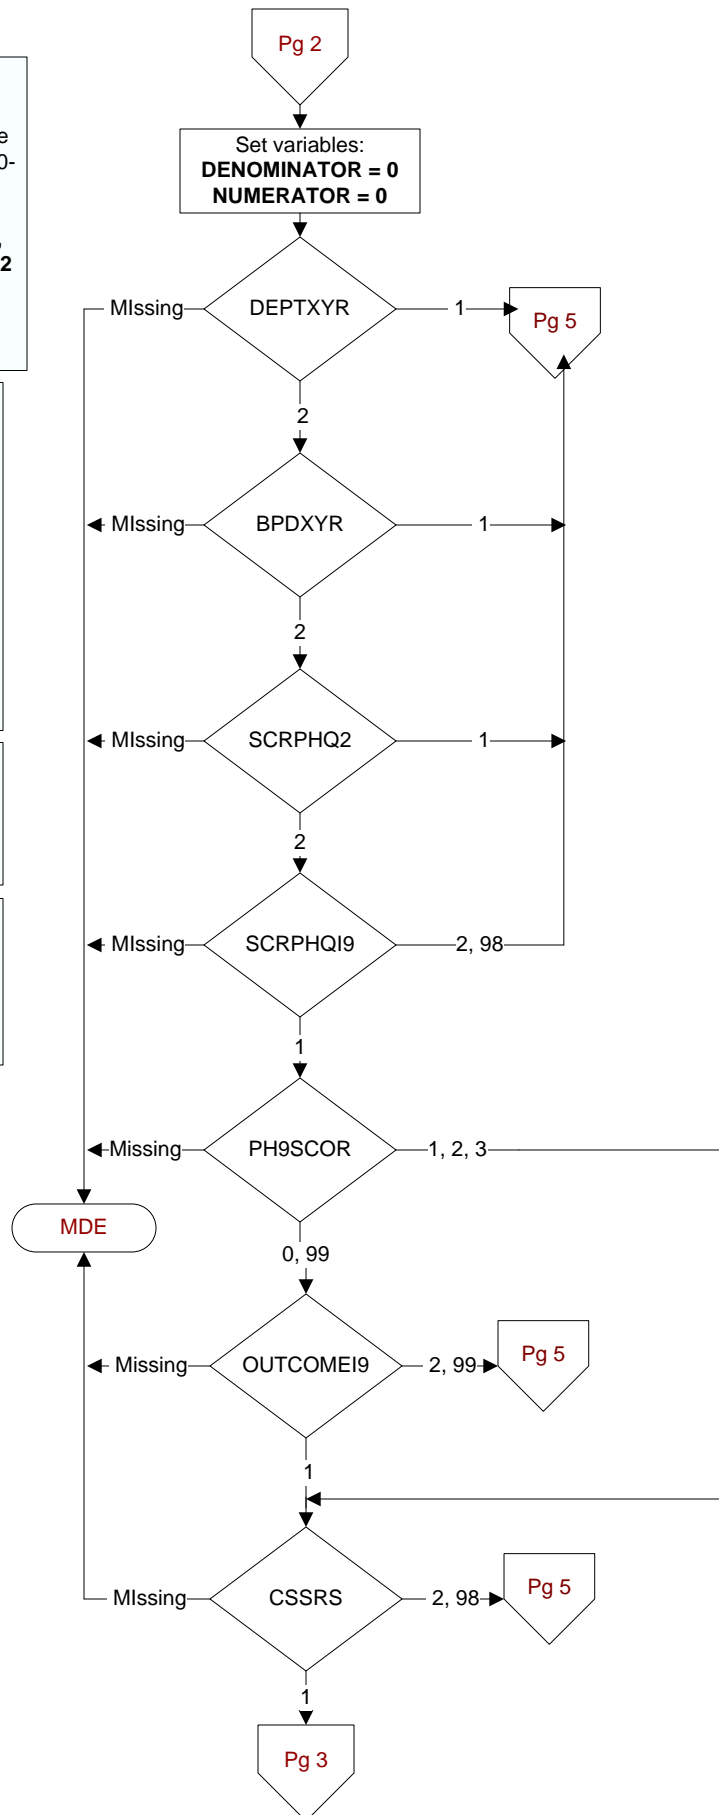 Pg 2
e
0-
,
2
Set variables:
DENOMINATOR = 0
NUMERATOR = 0
MIssing
DEPTXYR
1
Pg 5
2
MIssing
BPDXYR
1
2
MIssing
SCRPHQ2
1
2
MIssing
SCRPHQI9
2, 98
1
Missing
PH9SCOR
1, 2, 3
MDE
0, 99
Missing
OUTCOMEI9
2, 99
Pg 5
1
MIssing
CSSRS
2, 98
Pg 5
1
Pg 3